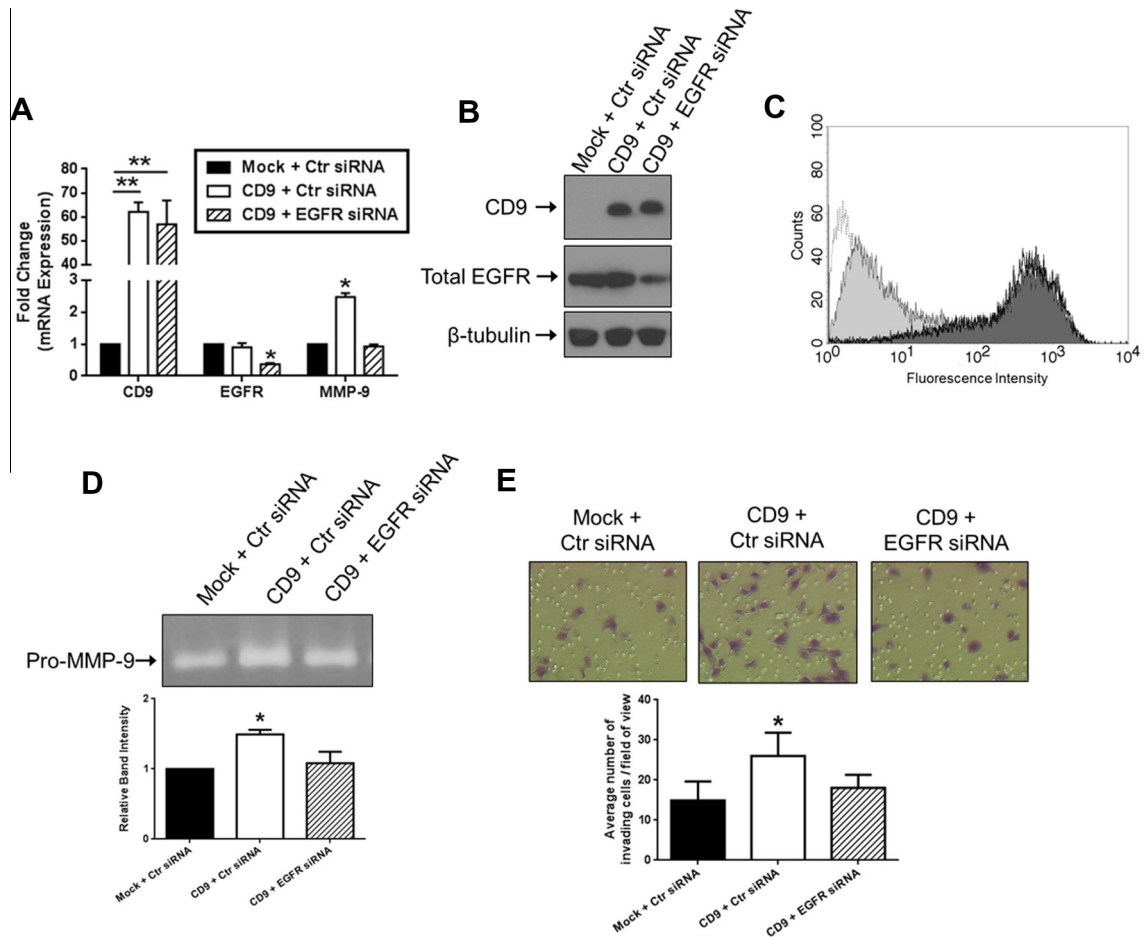 A
Fold Change
(mRNA Expression)
80
70
60
50
40
3
2
1
0
**
**
*
*
Mock + Ctr siRNA
CD9 + Ctr siRNA
CD9 + EGFR siRNA
CD9
EGFR
MMP-9
B
Mock + Ctr siRNA
CD9 + Ctr siRNA
CD9 + EGFR siRNA
CD9
Total EGFR
β-tubulin
C
Counts
100
80
60
40
20
0
10⁰
10¹
10²
10³
10⁴
Fluorescence Intensity
D
Mock + Ctr siRNA
CD9 + Ctr siRNA
CD9 + EGFR siRNA
Pro-MMP-9
Relative Band Intensity
2
1
0
*
Mock + Ctr siRNA
CD9 + Ctr siRNA
CD9 + EGFR siRNA
E
Mock +
Ctr siRNA
CD9 +
Ctr siRNA
CD9 +
EGFR siRNA
Average number of
invading cells / field of view
40
30
20
10
0
*
Mock + Ctr siRNA
CD9 + Ctr siRNA
CD9 + EGFR siRNA